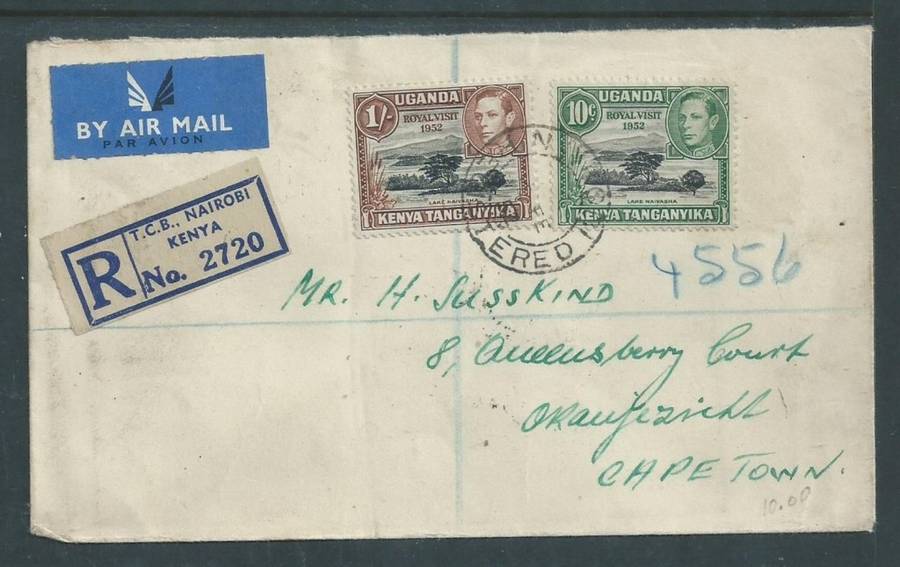 BY AIR MAIL
PAR AVION
R
T.C.B., NAIROBI
KENYA
No. 2720
1/-
UGANDA
ROYAL VISIT
1952
LAKE NAIVASHA
KENYA TANGANYIKA
10c
UGANDA
ROYAL VISIT
1952
LAKE NAIVASHA
KENYA TANGANYIKA
ERED
4556
MR. H. SUSSKIND
8, Queensberry Court
Oranjezicht
CAPE TOWN.
10.00